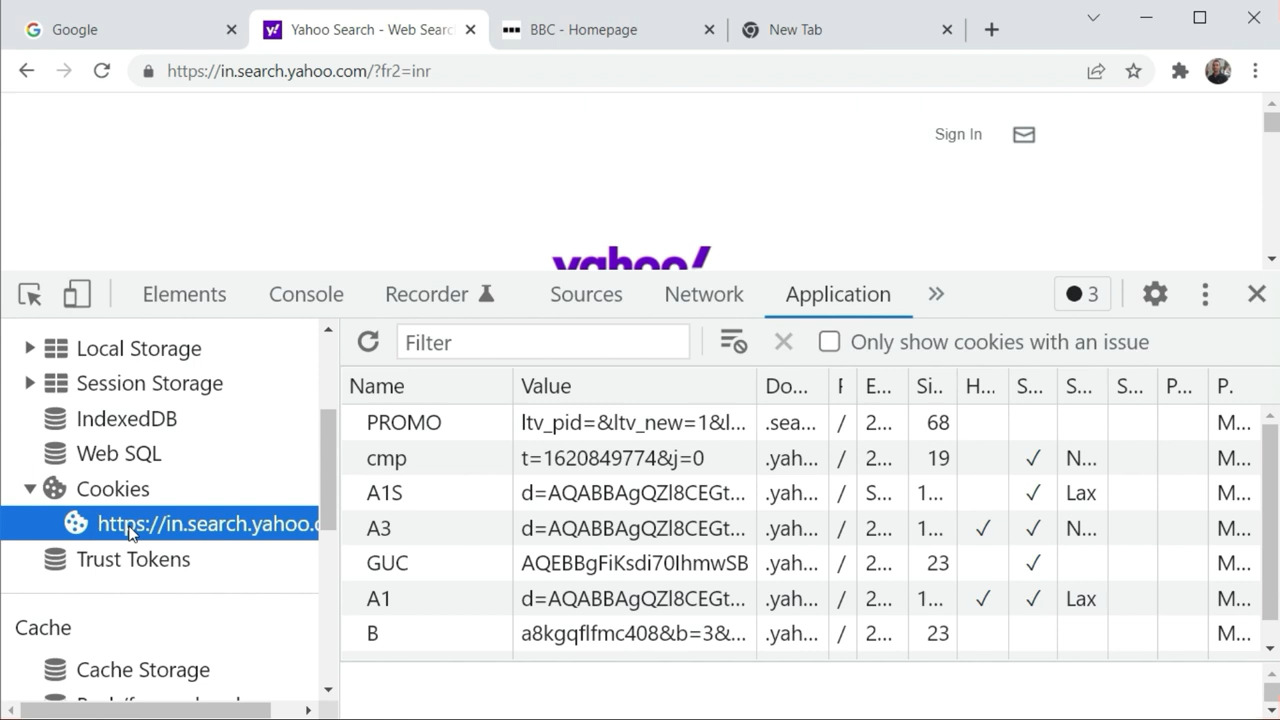 Google
Yahoo Search - Web Searc
BBC - Homepage
New Tab
https://in.search.yahoo.com/?fr2=inr
Sign In
yahoo!
Elements Console Recorder Sources Network Application 3
Local Storage
Session Storage
IndexedDB
Web SQL
Cookies
https://in.search.yahoo.c
Trust Tokens
Cache
Cache Storage
Filter
Only show cookies with an issue
Name Value Do... E... Si.. H... S... S... S... P... P.
PROMO ltv_pid=&ltv_new=1&l... .sea... / 2... 68 M...
cmp t=1620849774&j=0 .yah... / 2... 19 ✓ N... M...
A1S d=AQABBAgQZl8CEGt... .yah... / S... 1... ✓ Lax M...
A3 d=AQABBAgQZl8CEGt... .yah... / 2... 1... ✓ ✓ N... M...
GUC AQEBBgFiKsdi70IhmwSB .yah... / 2... 23 ✓ M...
A1 d=AQABBAgQZl8CEGt... .yah... / 2... 1... ✓ ✓ Lax M...
B a8kgqflfmc408&b=3&... .yah... / 2... 23 M...